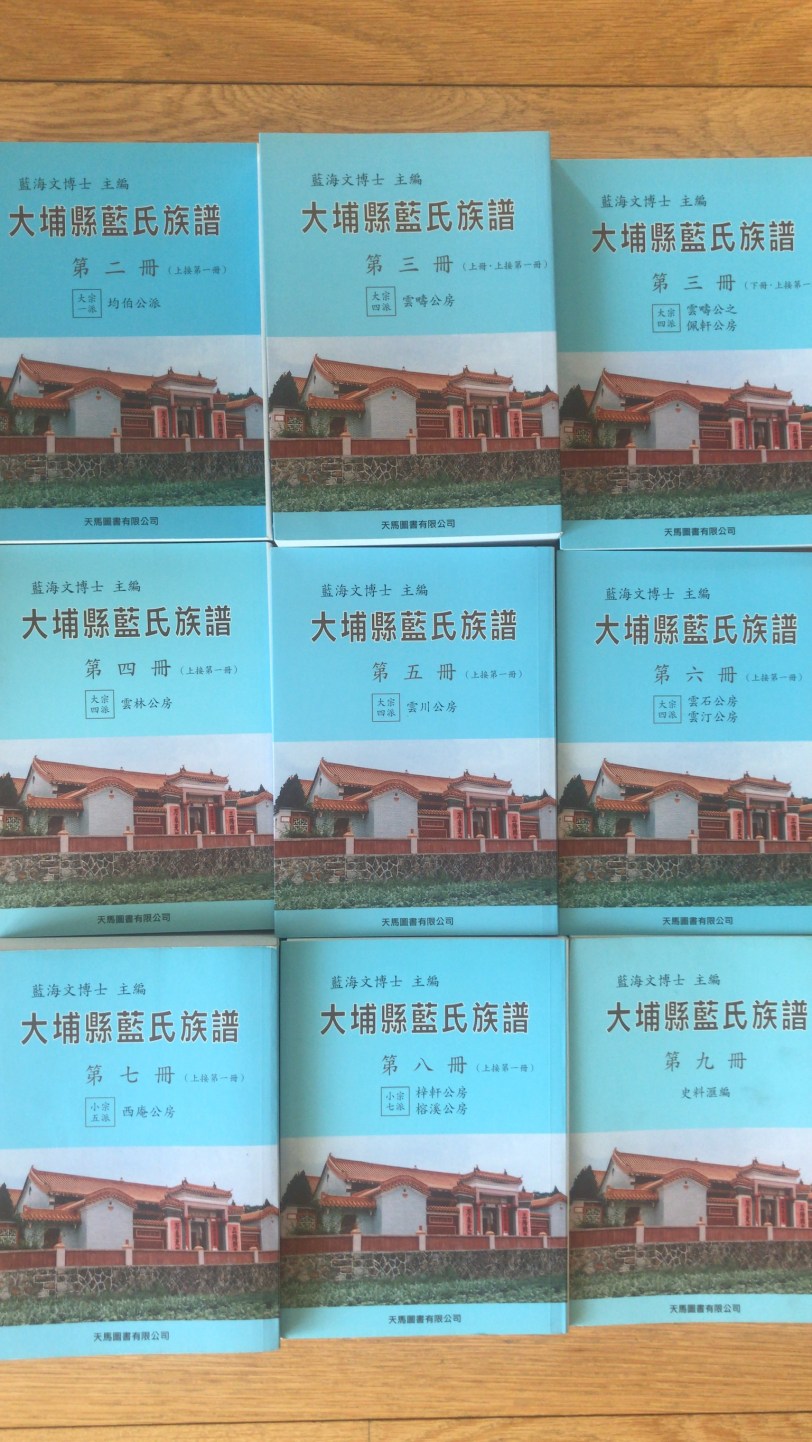 藍海文博士 主編
大埔縣藍氏族譜
第二冊（上接第一冊）
大宗一派 均伯公派
天馬圖書有限公司
藍海文博士 主編
大埔縣藍氏族譜
第三冊（上冊·上接第一冊）
大宗四派 雲疇公房
天馬圖書有限公司
藍海文博士 主編
大埔縣藍氏族譜
第三冊（下冊·上接第一
大宗四派 雲疇公之
佩軒公房
天馬圖書有限公司
藍海文博士 主編
大埔縣藍氏族譜
第四冊（上接第一冊）
大宗四派 雲林公房
天馬圖書有限公司
藍海文博士 主編
大埔縣藍氏族譜
第五冊（上接第一冊）
大宗四派 雲川公房
天馬圖書有限公司
藍海文博士 主編
大埔縣藍氏族譜
第六冊（上接第一冊）
大宗四派 雲石公房
雲汀公房
天馬圖書有限公司
藍海文博士 主編
大埔縣藍氏族譜
第七冊（上接第一冊）
小宗五派 西庵公房
天馬圖書有限公司
藍海文博士 主編
大埔縣藍氏族譜
第八冊（上接第一冊）
小宗七派 梓軒公房
榕溪公房
天馬圖書有限公司
藍海文博士 主編
大埔縣藍氏族譜
第九冊
史料滙編
天馬圖書有限公司